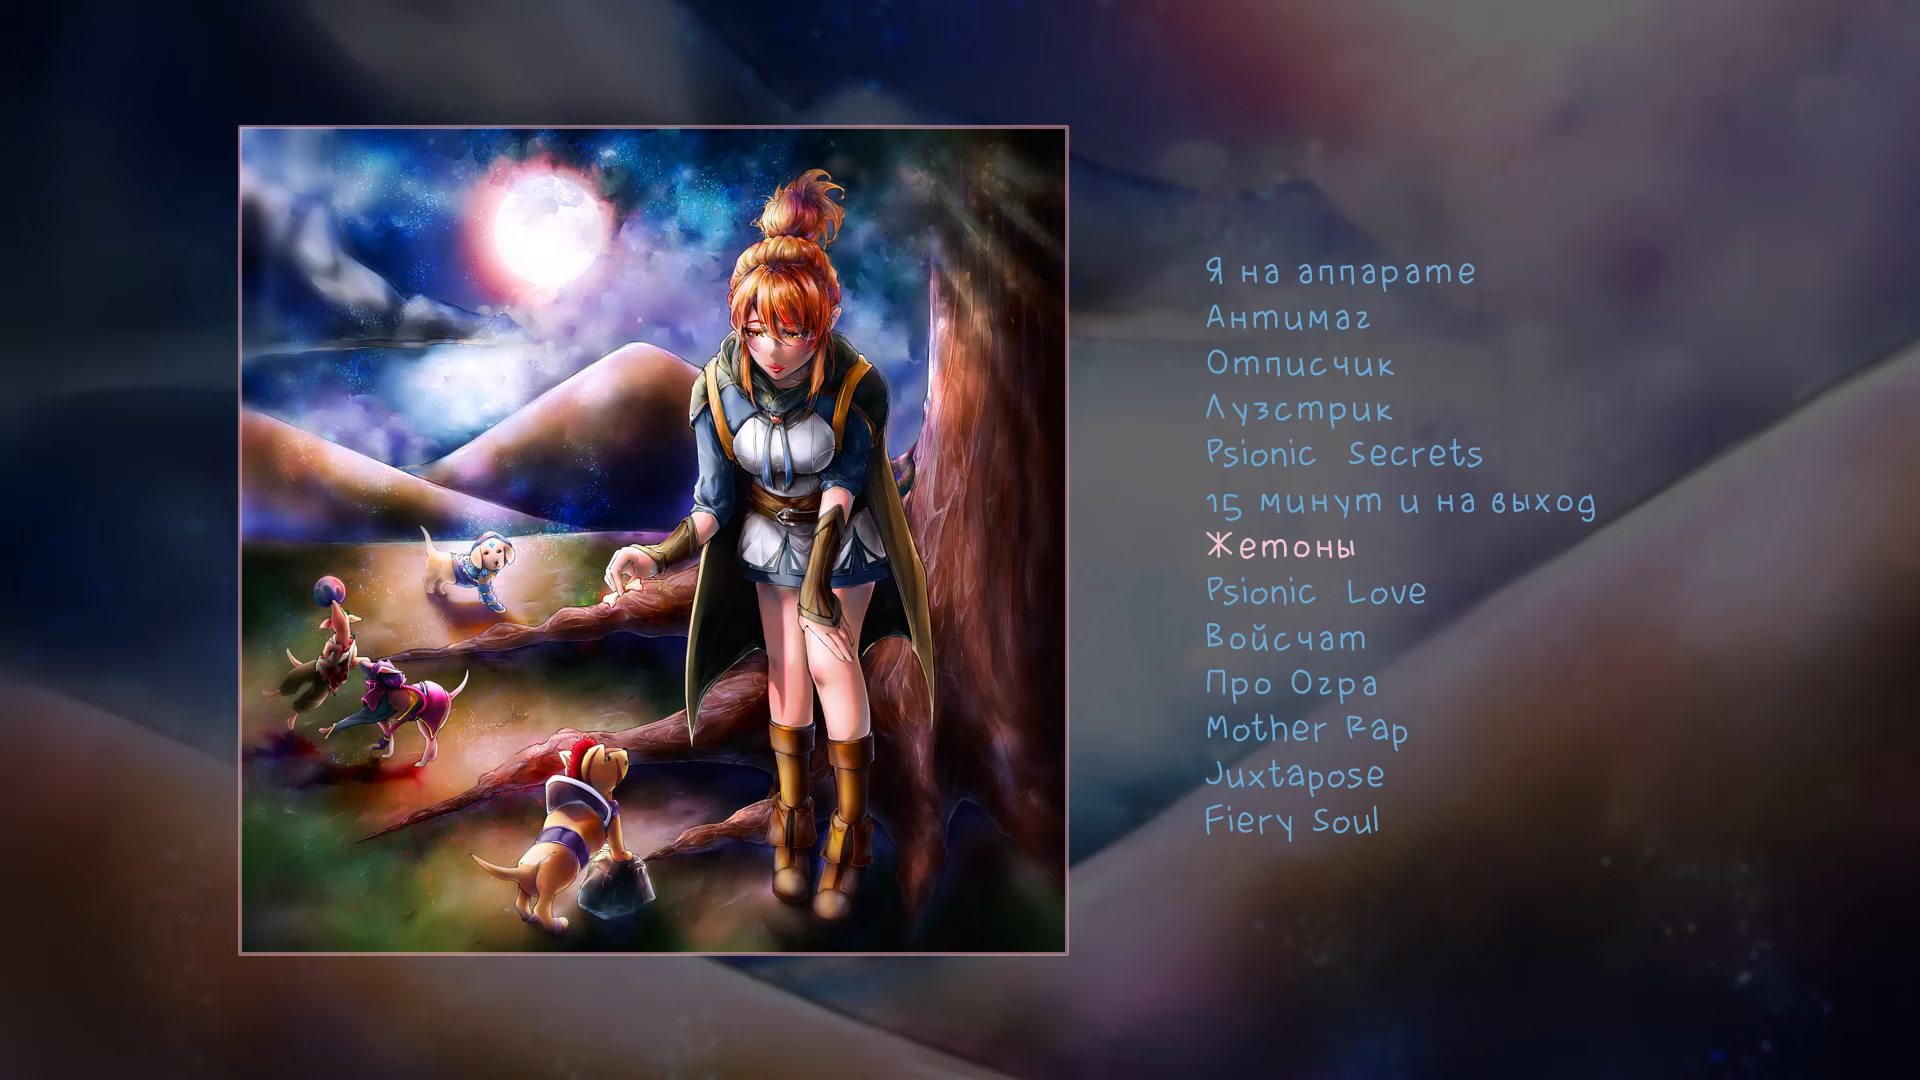 Я на аппарате
Антимаг
Отписчик
Лузстрик
Psionic Secrets
15 минут и на выход
Жетоны
Psionic Love
Войсчат
Про Огра
Mother Rap
Juxtapose
Fiery Soul